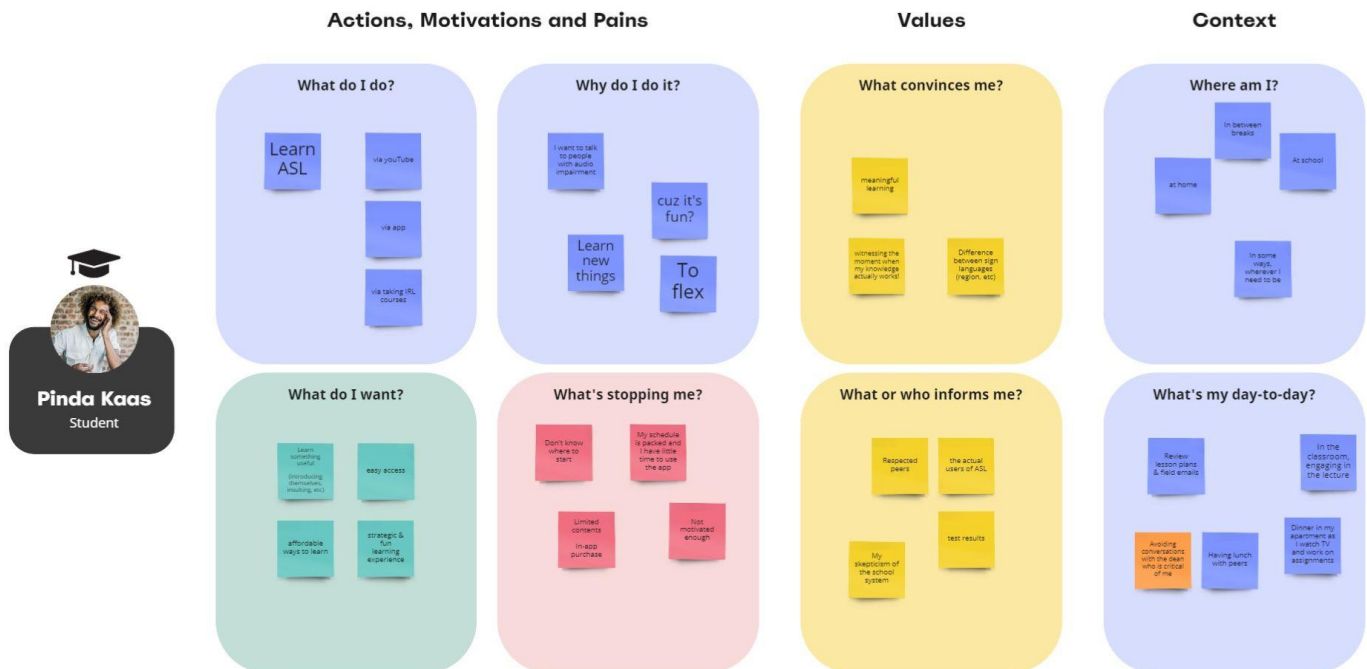 Actions, Motivations and Pains
Values
Context
Pinda Kaas
Student
What do I do?
Learn
ASL
via youTube
via app
via taking IRL
courses
Why do I do it?
I want to talk
to people
with audio
impairment
cuz it's
fun?
Learn
new
things
To
flex
What convinces me?
meaningful
learning
witnessing the
moment when
my knowledge
actually works!
Difference
between sign
languages
(region, etc)
Where am I?
In between
breaks
At school
at home
In some
ways,
wherever I
need to be
What do I want?
Learn
something
useful
(introducing
themselves,
insulting, etc)
easy access
affordable
ways to learn
strategic &
fun
learning
experience
What's stopping me?
Don't know
where to
start
My schedule
is packed and
I have little
time to use
the app
Limited
contents
In-app
purchase
Not
motivated
enough
What or who informs me?
Respected
peers
the actual
users of ASL
test results
My
skepticism of
the school
system
What's my day-to-day?
Review
lesson plans
& field emails
In the
classroom,
engaging in
the lecture
Avoiding
conversations
with the dean
who is critical
of me
Having lunch
with peers
Dinner in my
apartment as
I watch TV
and work on
assignments